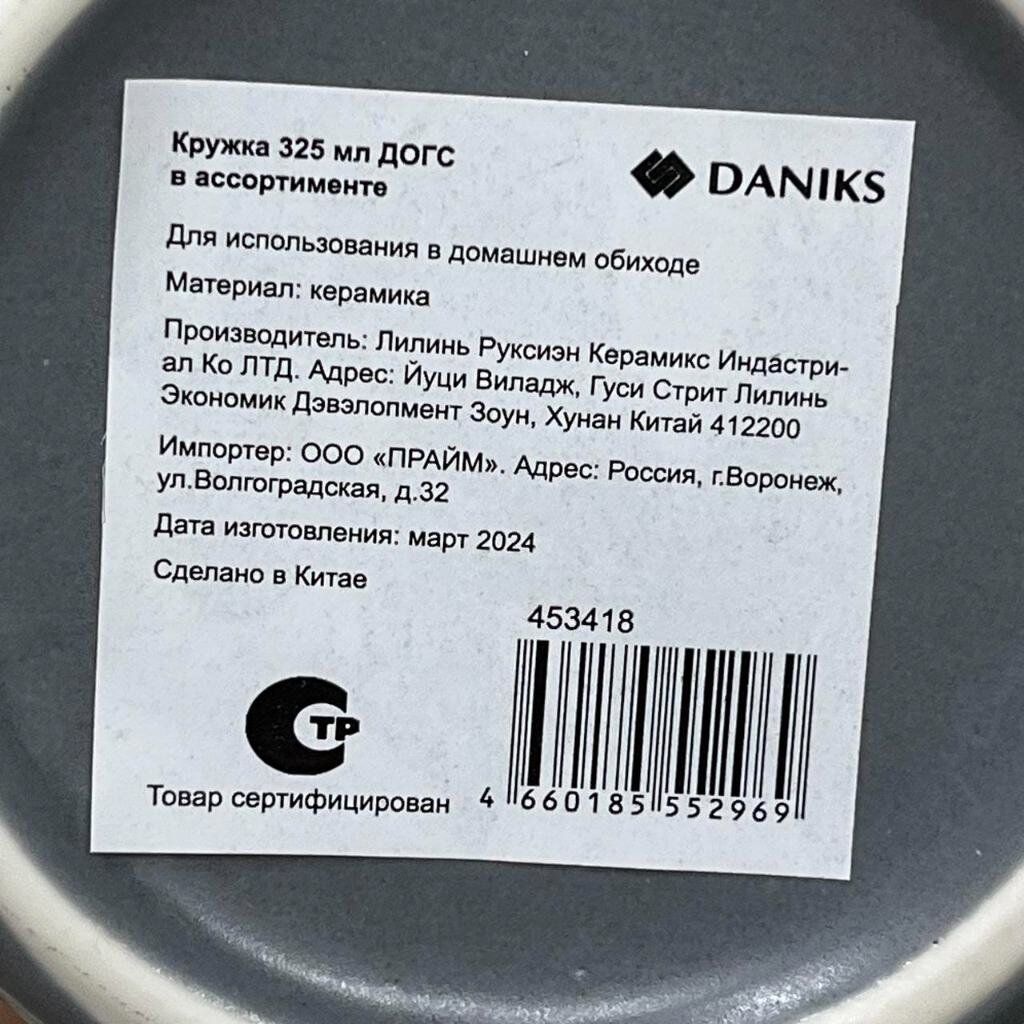 Кружка 325 мл ДОГС
в ассортименте
DANIKS
Для использования в домашнем обиходе
Материал: керамика
Производитель: Лилинь Руксиэн Керамикс Индастри-
ал Ко ЛТД. Адрес: Йуци Виладж, Гуси Стрит Лилинь
Экономик Дэвэлопмент Зоун, Хунан Китай 412200
Импортер: ООО «ПРАЙМ». Адрес: Россия, г.Воронеж,
ул.Волгоградская, д.32
Дата изготовления: март 2024
Сделано в Китае
453418
СТР
Товар сертифицирован
4 660185 552969